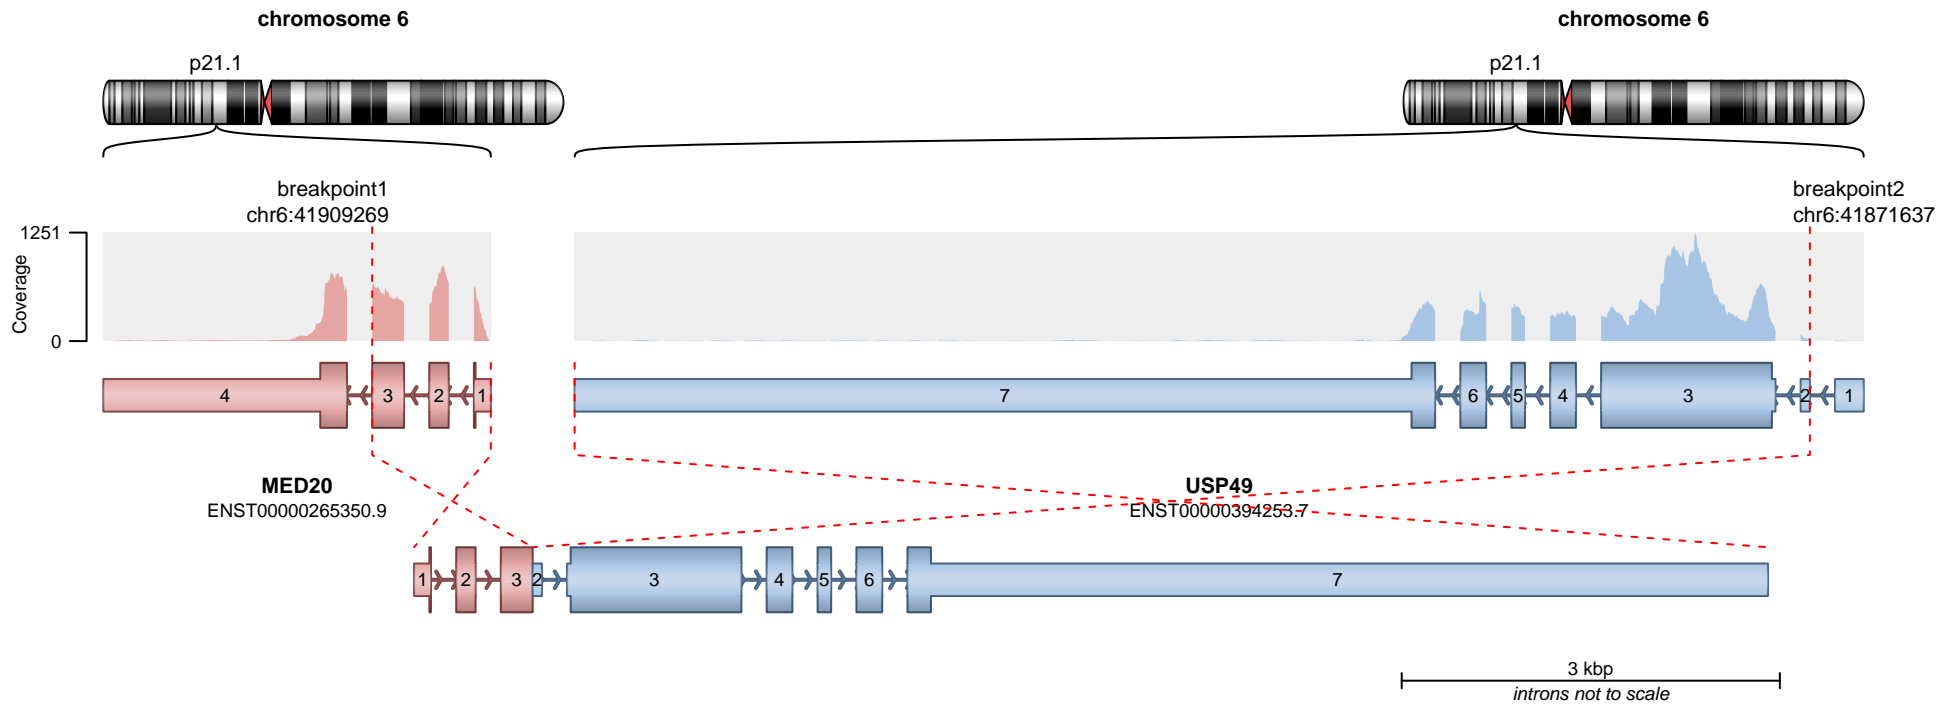 chromosome 6
chromosome 6
p21.1
p21.1
breakpoint1
chr6:41909269
breakpoint2
chr6:41871637
1251
Coverage
0
4
3
2
1
7
6
5
4
3
2
1
MED20
ENST00000265350.9
USP49
ENST00000394253.7
1
2
3
2
3
4
5
6
7
3 kbp
introns not to scale